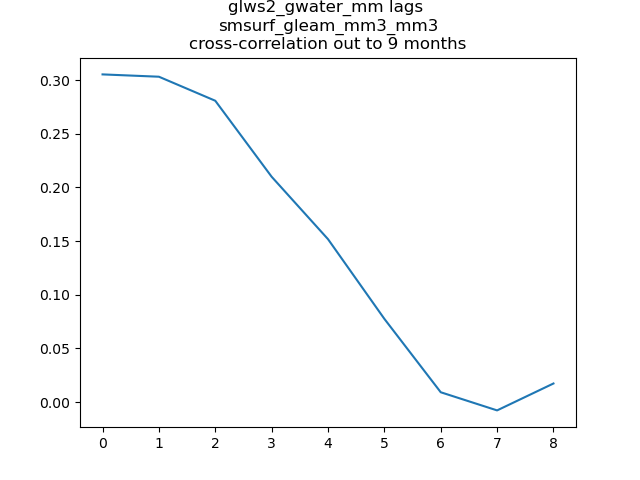 glws2_gwater_mm lags
smsurf_gleam_mm3_mm3
cross-correlation out to 9 months
0.30
0.25
0.20
0.15
0.10
0.05
0.00
0 1 2 3 4 5 6 7 8